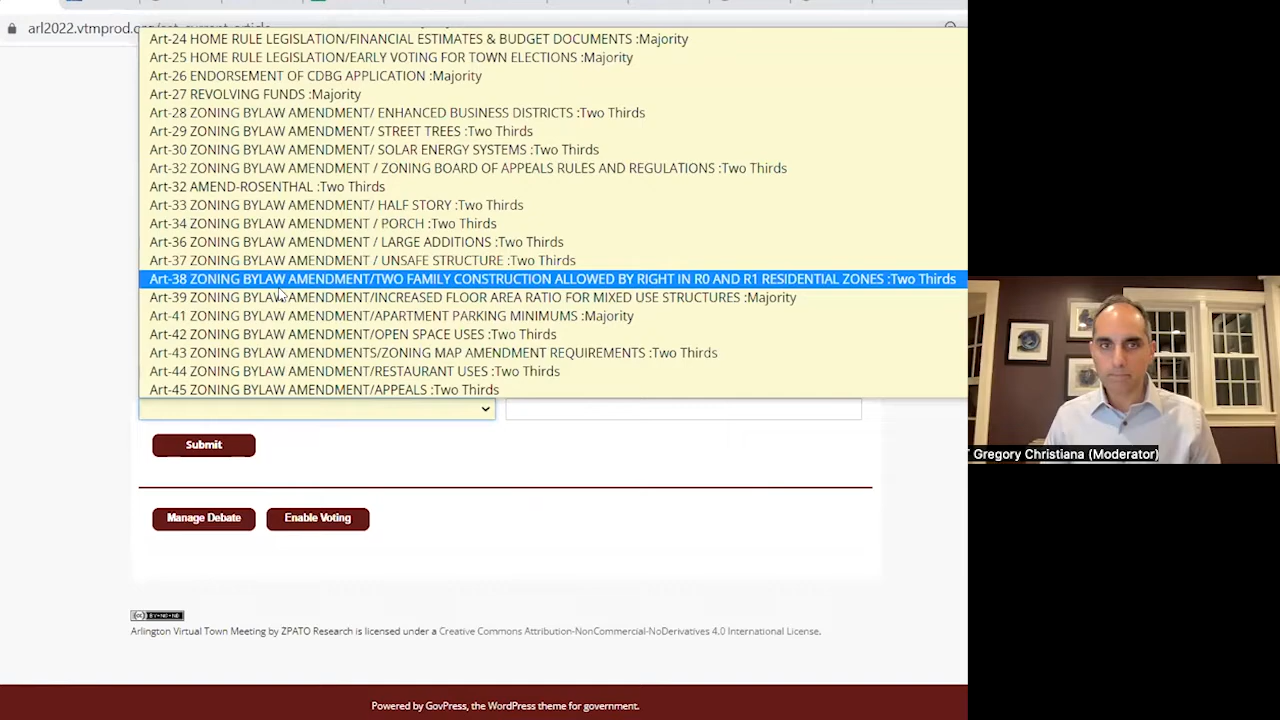 arl2022.vtmprod.org/set-current-article
Art-24 HOME RULE LEGISLATION/FINANCIAL ESTIMATES & BUDGET DOCUMENTS :Majority
Art-25 HOME RULE LEGISLATION/EARLY VOTING FOR TOWN ELECTIONS :Majority
Art-26 ENDORSEMENT OF CDBG APPLICATION :Majority
Art-27 REVOLVING FUNDS :Majority
Art-28 ZONING BYLAW AMENDMENT/ ENHANCED BUSINESS DISTRICTS :Two Thirds
Art-29 ZONING BYLAW AMENDMENT/ STREET TREES :Two Thirds
Art-30 ZONING BYLAW AMENDMENT/ SOLAR ENERGY SYSTEMS :Two Thirds
Art-32 ZONING BYLAW AMENDMENT / ZONING BOARD OF APPEALS RULES AND REGULATIONS :Two Thirds
Art-32 AMEND-ROSENTHAL :Two Thirds
Art-33 ZONING BYLAW AMENDMENT/ HALF STORY :Two Thirds
Art-34 ZONING BYLAW AMENDMENT / PORCH :Two Thirds
Art-36 ZONING BYLAW AMENDMENT / LARGE ADDITIONS :Two Thirds
Art-37 ZONING BYLAW AMENDMENT / UNSAFE STRUCTURE :Two Thirds
Art-38 ZONING BYLAW AMENDMENT/TWO FAMILY CONSTRUCTION ALLOWED BY RIGHT IN R0 AND R1 RESIDENTIAL ZONES :Two Thirds
Art-39 ZONING BYLAW AMENDMENT/INCREASED FLOOR AREA RATIO FOR MIXED USE STRUCTURES :Majority
Art-41 ZONING BYLAW AMENDMENT/APARTMENT PARKING MINIMUMS :Majority
Art-42 ZONING BYLAW AMENDMENT/OPEN SPACE USES :Two Thirds
Art-43 ZONING BYLAW AMENDMENTS/ZONING MAP AMENDMENT REQUIREMENTS :Two Thirds
Art-44 ZONING BYLAW AMENDMENT/RESTAURANT USES :Two Thirds
Art-45 ZONING BYLAW AMENDMENT/APPEALS :Two Thirds
Submit
Gregory Christiana (Moderator)
Manage Debate Enable Voting
BY-NC-ND
Arlington Virtual Town Meeting by ZPATO Research is licensed under a Creative Commons Attribution-NonCommercial-NoDerivatives 4.0 International License.
Powered by GovPress, the WordPress theme for government.